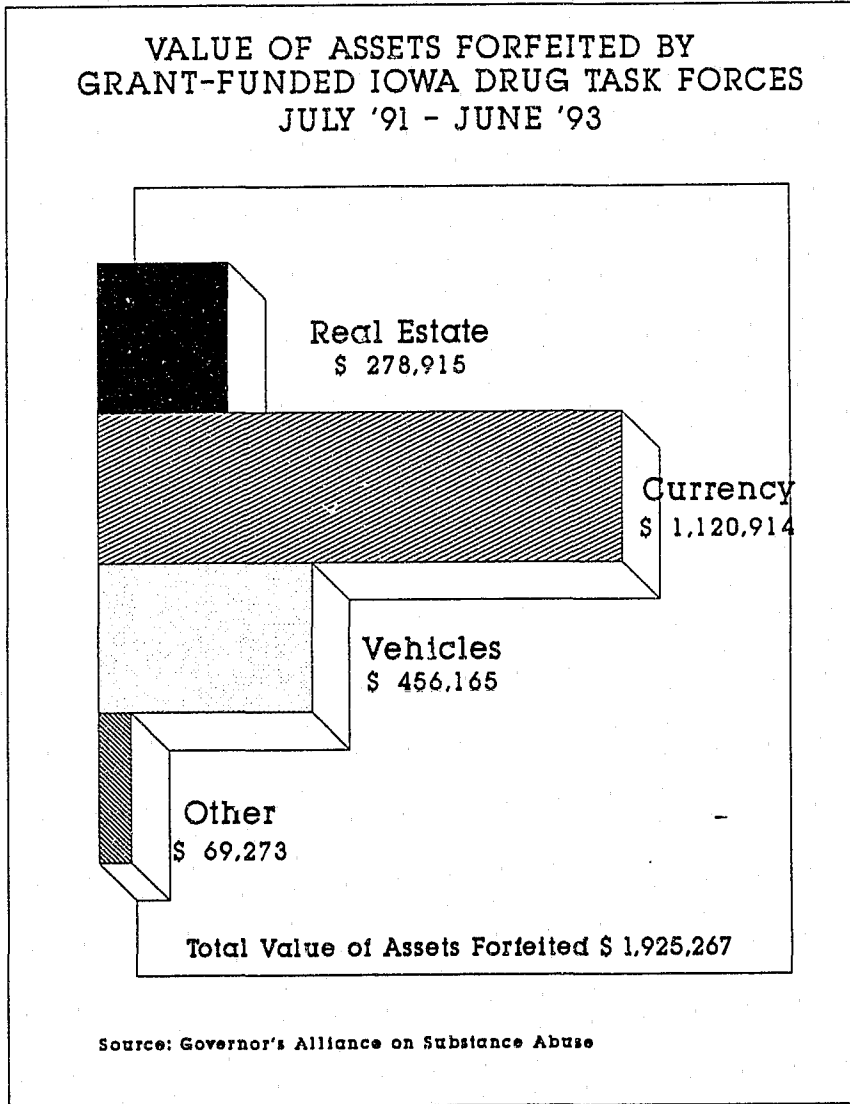 VALUE OF ASSETS FORFEITED BY
GRANT-FUNDED IOWA DRUG TASK FORCES
JULY '91 - JUNE '93
Real Estate
$ 278,915
Currency
$ 1,120,914
Vehicles
$ 456,165
Other
$ 69,273
Total Value of Assets Forfeited $ 1,925,267
Source: Governor's Alliance on Substance Abuse